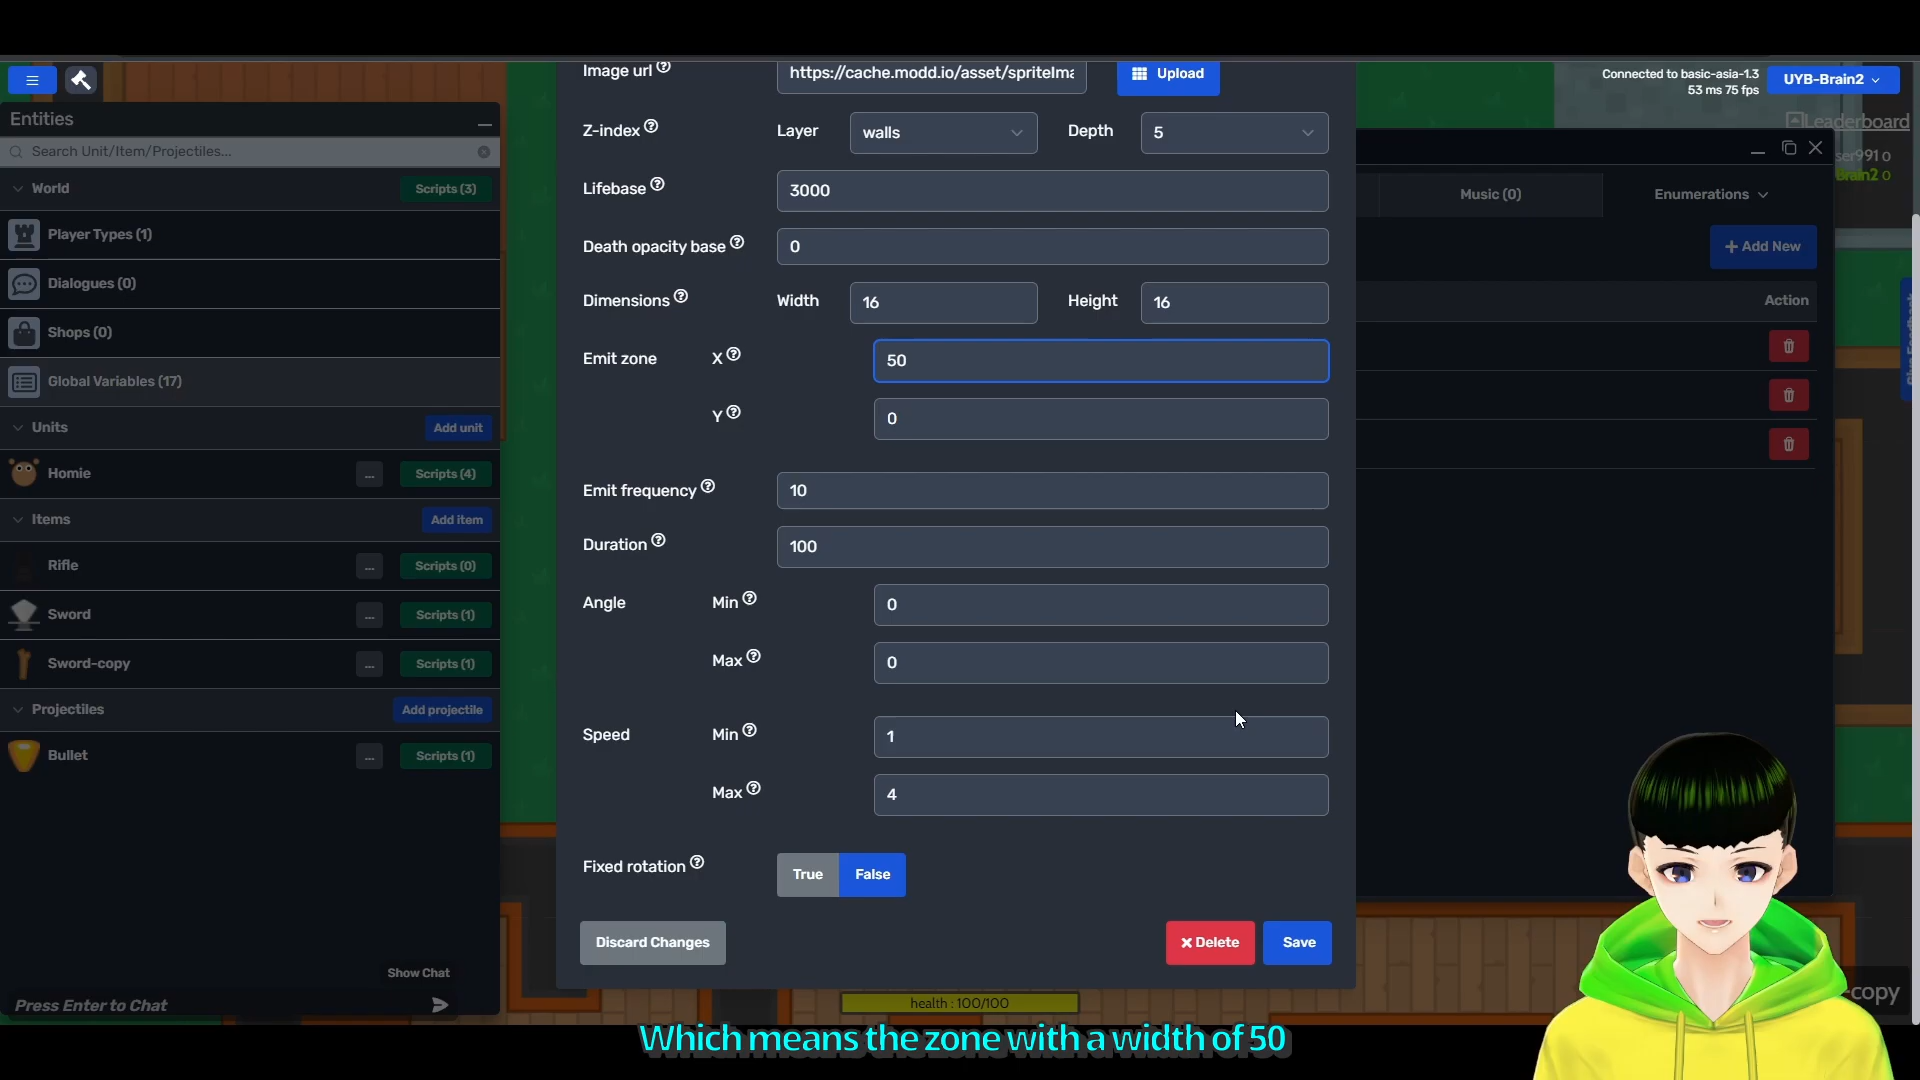 Image url
https://cache.modd.io/asset/spriteIma
Upload
Connected to basic-asia-1.3
53 ms 75 fps
UYB-Brain2
Leaderboard
ser991 0
Brain2 0
Entities
Search Unit/Item/Projectiles...
World
Scripts (3)
Player Types (1)
Dialogues (0)
Shops (0)
Global Variables (17)
Units
Add unit
Homie
...
Scripts (4)
Items
Add item
Rifle
...
Scripts (0)
Sword
...
Scripts (1)
Sword-copy
...
Scripts (1)
Projectiles
Add projectile
Bullet
...
Scripts (1)
Show Chat
Press Enter to Chat
Z-index
Layer
walls
Depth
5
Lifebase
3000
Death opacity base
0
Dimensions
Width
16
Height
16
Emit zone
X
50
Y
0
Emit frequency
10
Duration
100
Angle
Min
0
Max
0
Speed
Min
1
Max
4
Fixed rotation
True
False
Discard Changes
Delete
Save
Music (0)
Enumerations
Add New
Action
health : 100/100
-copy
Which means the zone with a width of 50